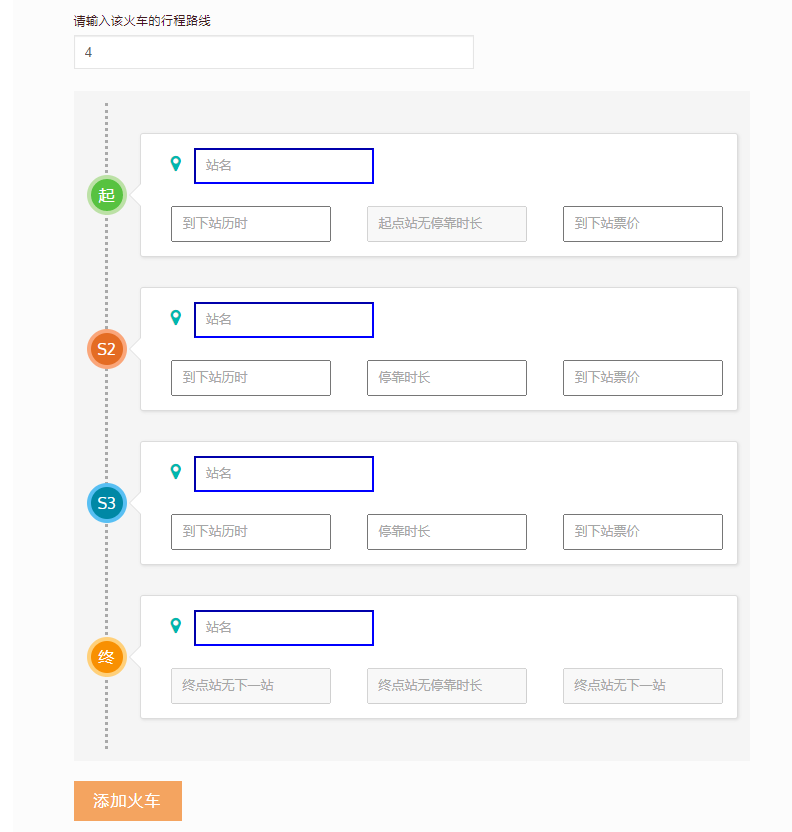 请输入该火车的行程路线
4
站名
起
到下站历时 起点站无停靠时长 到下站票价
站名
S2
到下站历时 停靠时长 到下站票价
站名
S3
到下站历时 停靠时长 到下站票价
站名
终
终点站无下一站 终点站无停靠时长 终点站无下一站
添加火车